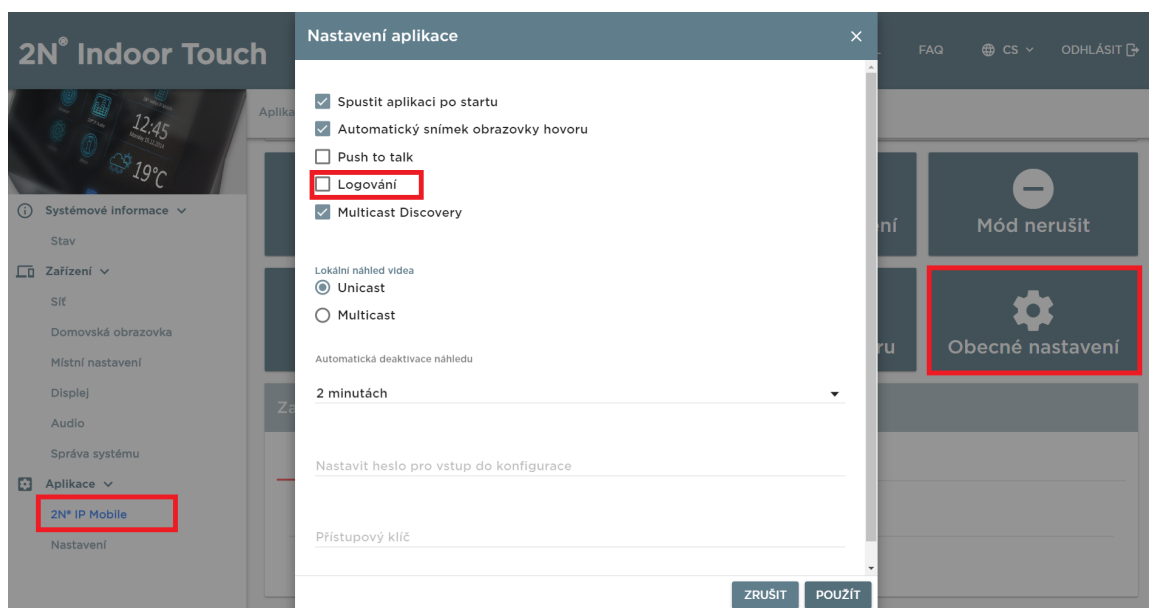 2N® Indoor Touch
FAQ
CS
ODHLÁSIT
12:45
19°C
Systémové informace
Stav
Zařízení
Síť
Domovská obrazovka
Místní nastavení
Displej
Audio
Správa systému
Aplikace
2N® IP Mobile
Nastavení
Aplika
Nastavení aplikace
Spustit aplikaci po startu
Automatický snímek obrazovky hovoru
Push to talk
Logování
Multicast Discovery
Lokální náhled videa
Unicast
Multicast
Automatická deaktivace náhledu
2 minutách
Nastavit heslo pro vstup do konfigurace
Přístupový klíč
ZRUŠIT
POUŽÍT
ní
Mód nerušit
ru
Obecné nastavení
Za